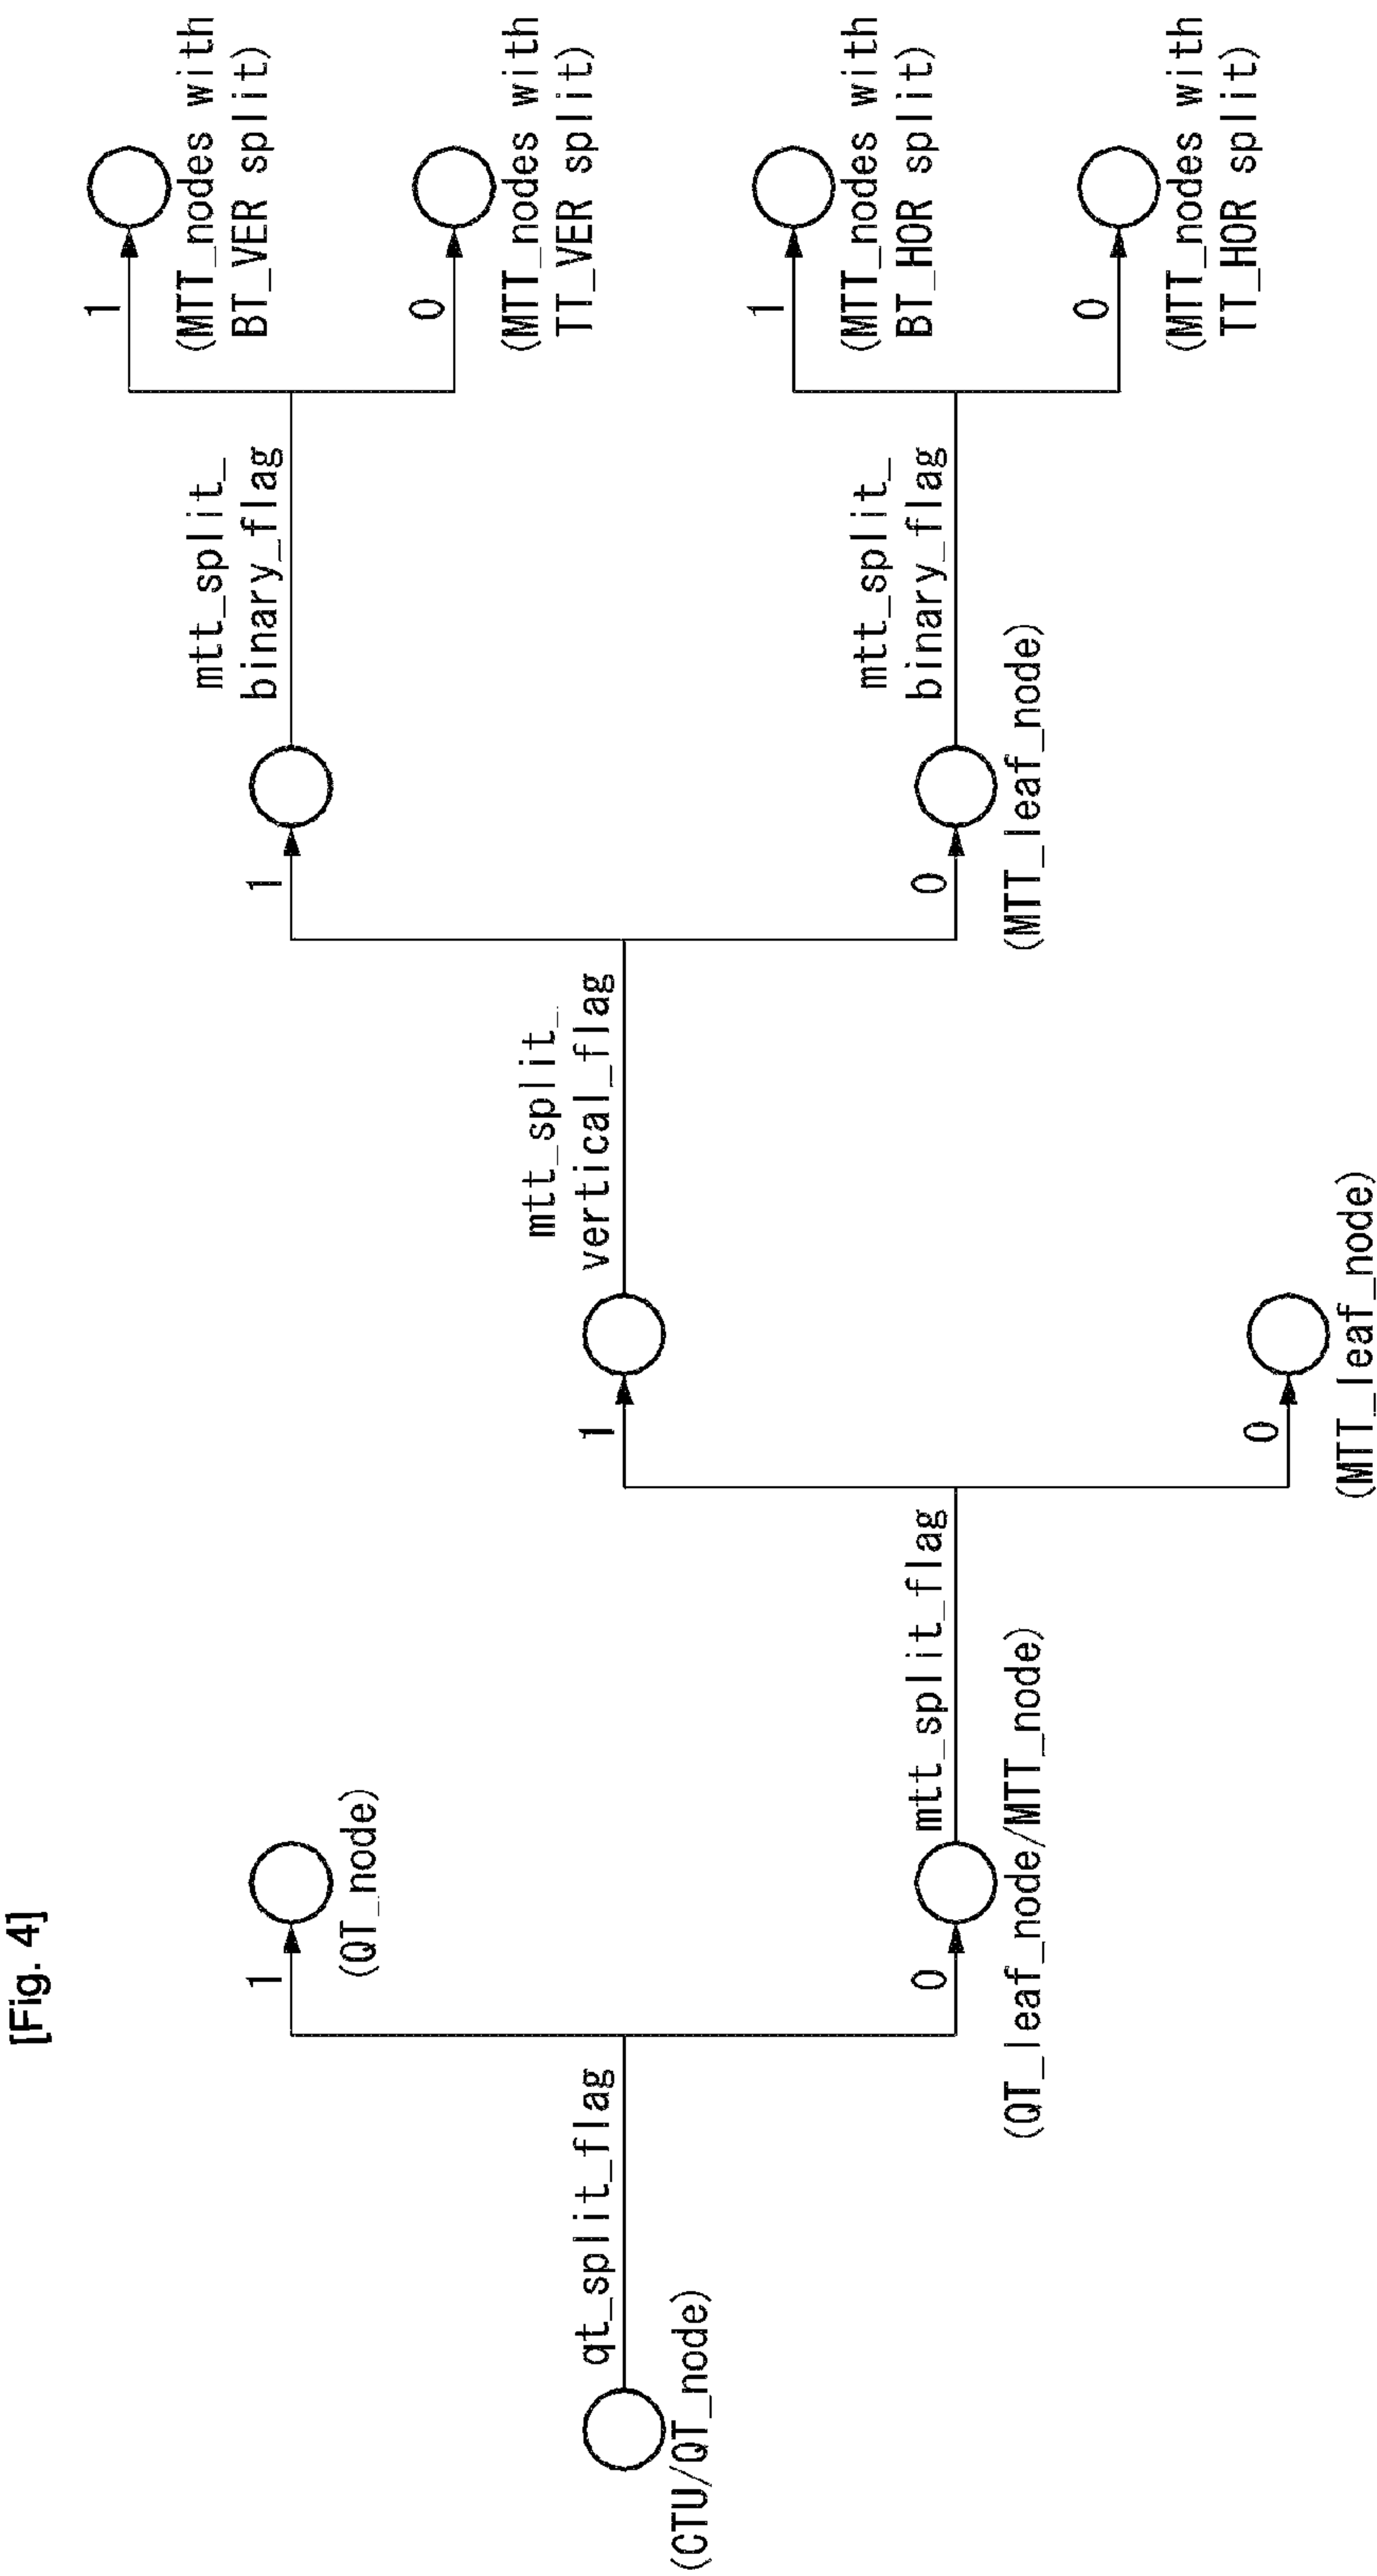 [Fig. 4]
(CTU/QT_node)
qt_split_flag
1
(QT_node)
0
(QT_leaf_node/MTT_node)
mtt_split_flag
1
0
(MTT_leaf_node)
mtt_split_
vertical_flag
1
0
(MTT_leaf_node)
mtt_split_
binary_flag
1
(MTT_nodes with
BT_VER split)
0
(MTT_nodes with
TT_VER split)
mtt_split_
binary_flag
1
(MTT_nodes with
BT_HOR split)
0
(MTT_nodes with
TT_HOR split)